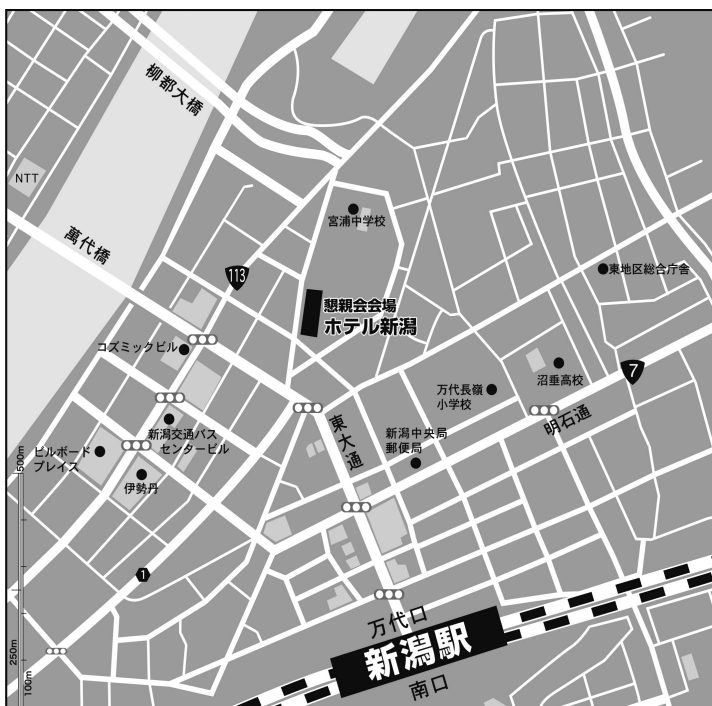 柳都大橋
NTT
萬代橋
宮浦中学校
113
東地区総合庁舎
懇親会会場
ホテル新潟
コズミックビル
7
沼垂高校
万代長嶺
小学校
明石通
東大通
新潟中央局
郵便局
新潟交通バス
センタービル
ビルボード
プレイス
伊勢丹
500m
1
250m
100m
万代口
新潟駅
南口